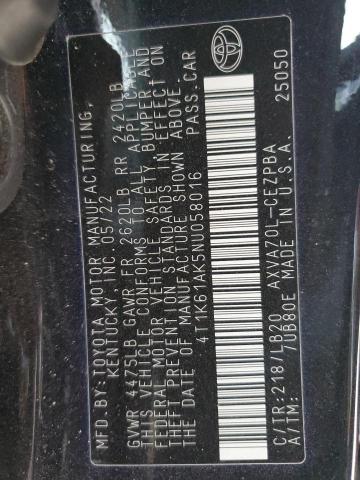 MFD. BY: TOYOTA MOTOR MANUFACTURING,
KENTUCKY, INC. 05/22
GVWR 4475LB GAWR FR 2620LB RR 2420LB
THIS VEHICLE CONFORMS TO ALL APPLICABLE
FEDERAL MOTOR VEHICLE SAFETY, BUMPER, AND
THEFT PREVENTION STANDARDS IN EFFECT ON
THE DATE OF MANUFACTURE SHOWN ABOVE.
4T1K61AK5NU058016 PASS.CAR
C/TR:218/LB20 AXVA70L-CEZPBA
A/TM: /UB80E MADE IN U.S.A. 25050